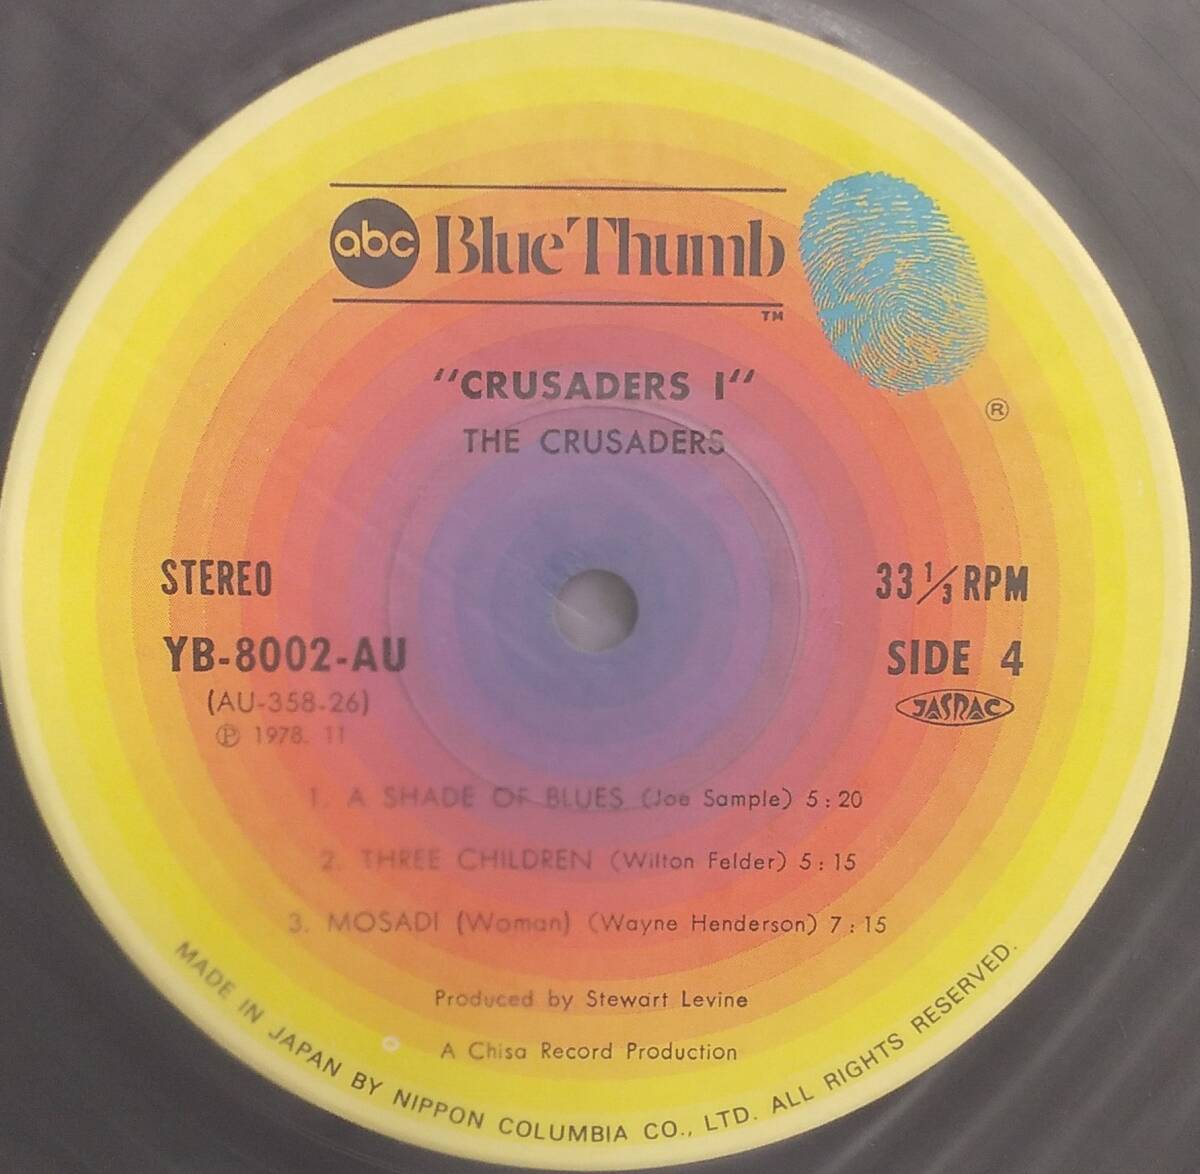 abc Blue Thumb
TM
"CRUSADERS I"
®
THE CRUSADERS
STEREO
33 1/3 RPM
YB-8002-AU
SIDE 4
(AU-358-26)
JASRAC
℗ 1978. 11
1. A SHADE OF BLUES (Joe Sample) 5:20
2. THREE CHILDREN (Wilton Felder) 5:15
3. MOSADI (Woman) (Wayne Henderson) 7:15
Produced by Stewart Levine
A Chisa Record Production
MADE IN JAPAN BY NIPPON COLUMBIA CO., LTD. ALL RIGHTS RESERVED.